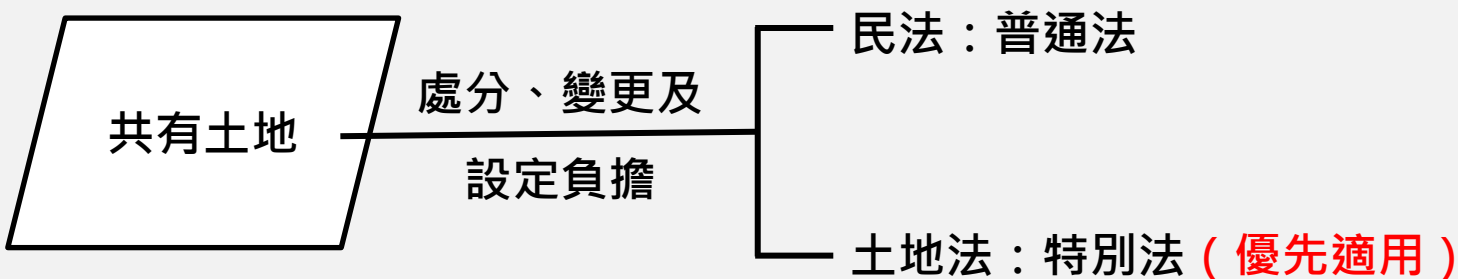 共有土地
處分、變更及
設定負擔
民法：普通法
土地法：特別法（優先適用）